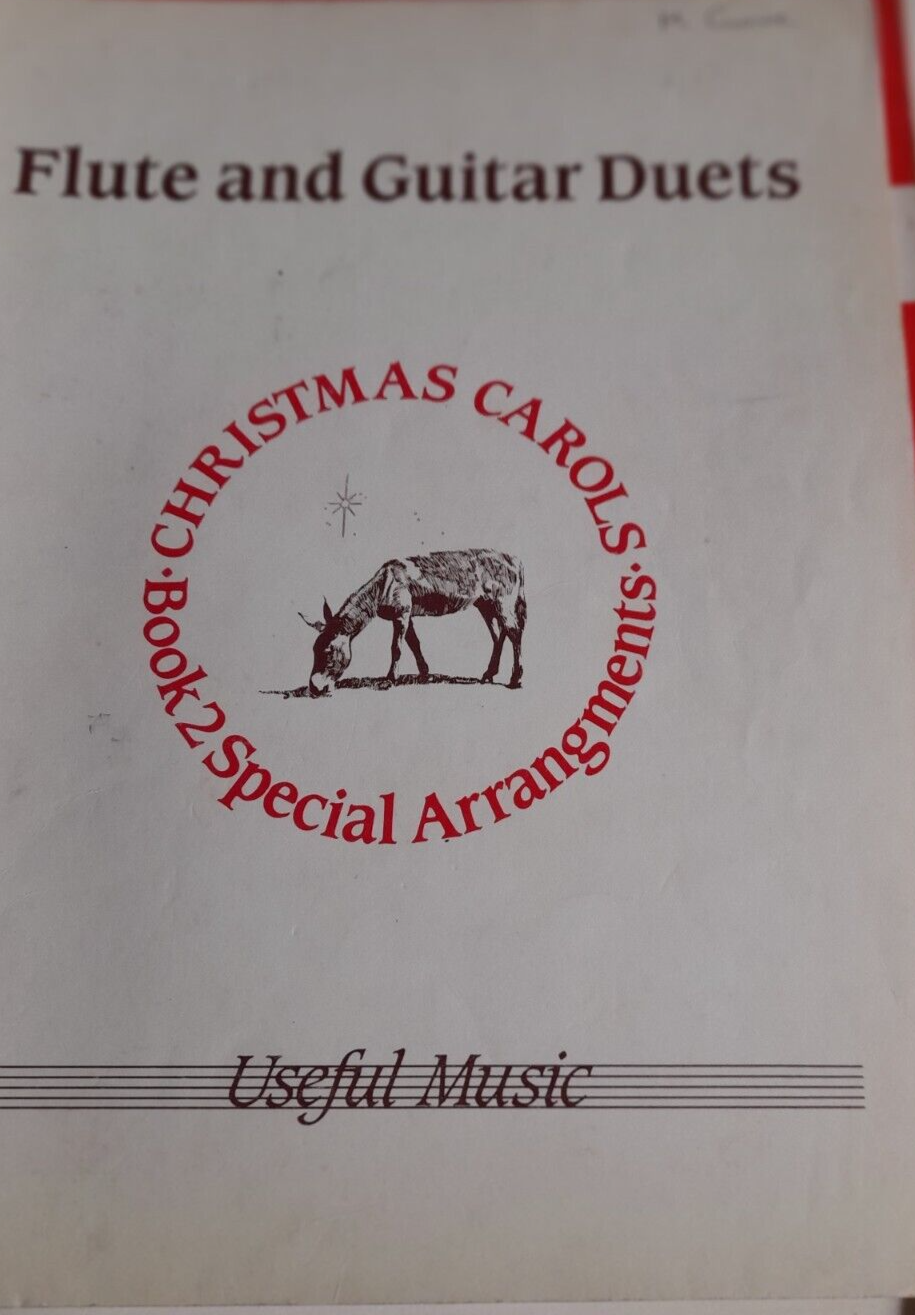 Flute and Guitar Duets
· CHRISTMAS CAROLS ·
Book 2 Special Arrangments
Useful Music